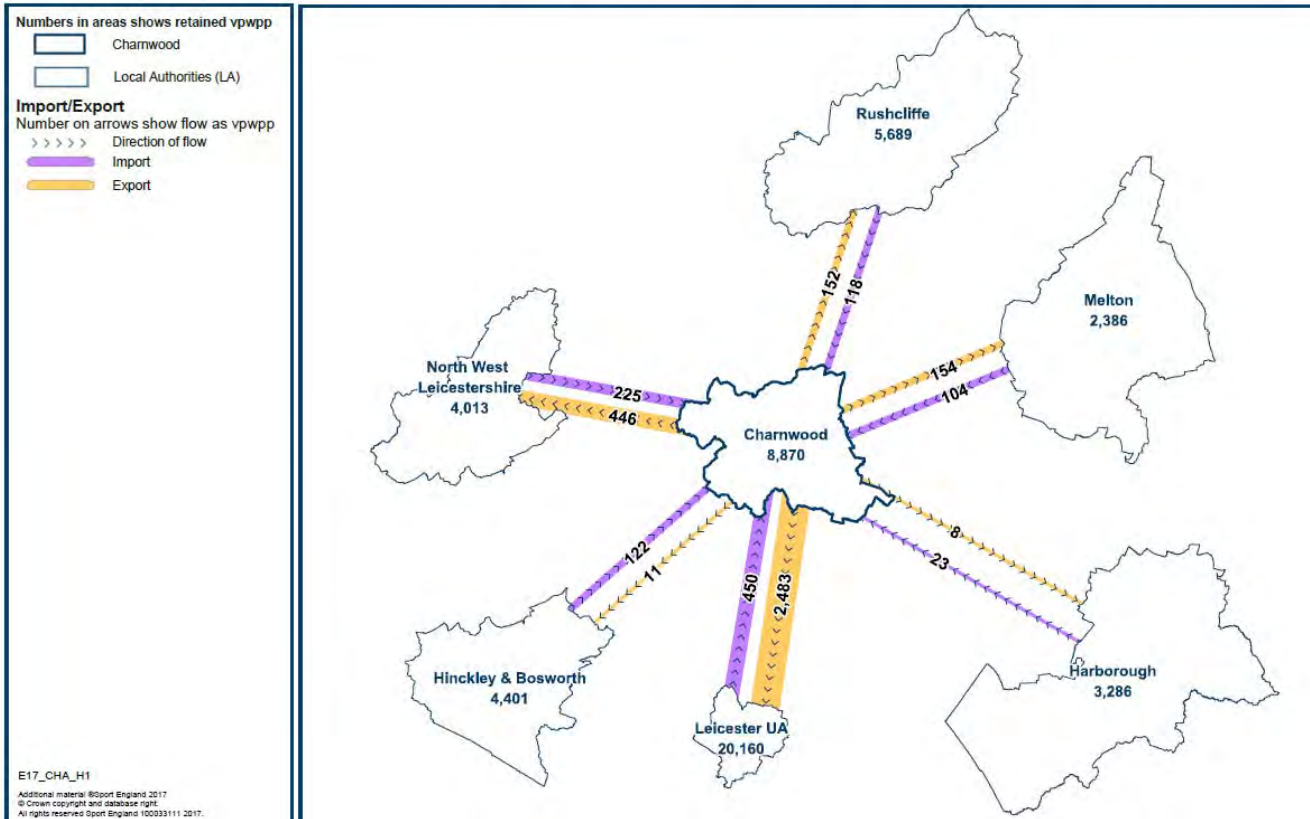 Numbers in areas shows retained vpwpp
Charnwood
Local Authorities (LA)
Import/Export
Number on arrows show flow as vpwpp
Direction of flow
Import
Export
E17_CHA_H1
Additional material ©Sport England 2017
© Crown copyright and database right.
All rights reserved Sport England 100033111 2017.
Rushcliffe
5,689
152
118
Melton
2,386
154
104
North West
Leicestershire
4,013
225
446
Charnwood
8,870
8
23
122
11
450
2,483
Hinckley & Bosworth
4,401
Leicester UA
20,160
Harborough
3,286